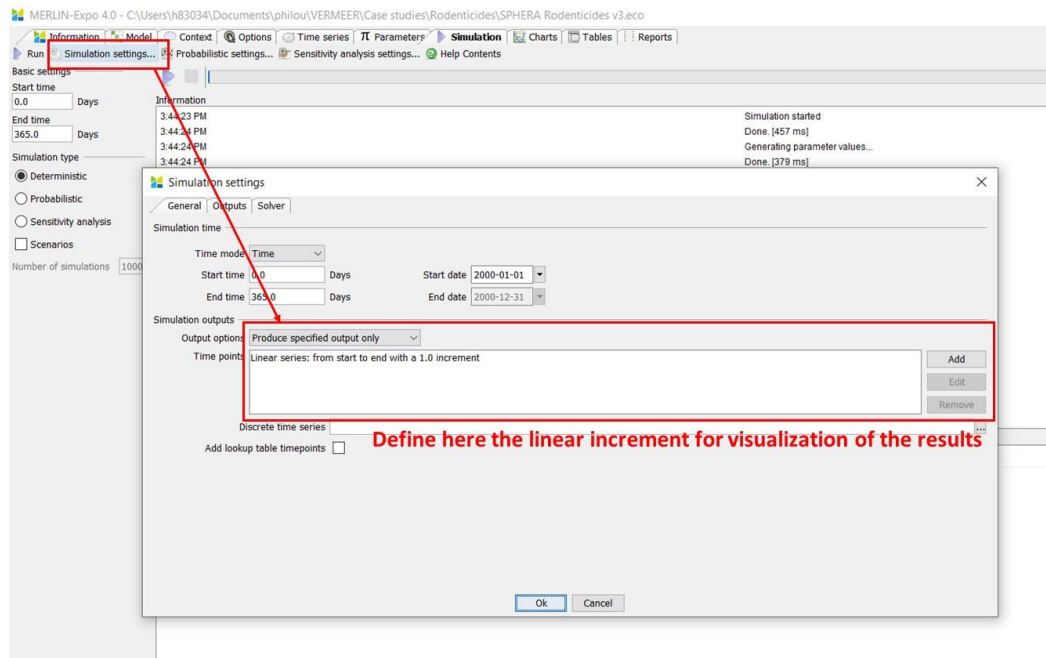 MERLIN-Expo 4.0 - C:\Users\h83034\Documents\philou\VERMEER\Case studies\Rodenticides\SPHERA Rodenticides v3.eco
Information Model Context Options Time series π Parameters Simulation Charts Tables Reports
Run Simulation settings... Probabilistic settings... Sensitivity analysis settings... Help Contents
Basic settings
Start time
0.0 Days
End time
365.0 Days
Simulation type
Deterministic
Probabilistic
Sensitivity analysis
Scenarios
Number of simulations 1000
Information
3:44:23 PM Simulation started
3:44:24 PM Done. [457 ms]
3:44:24 PM Generating parameter values...
3:44:24 PM Done. [379 ms]
Simulation settings
General Outputs Solver
Simulation time
Time mode Time
Start time 0.0 Days Start date 2000-01-01
End time 365.0 Days End date 2000-12-31
Simulation outputs
Output options Produce specified output only
Time points Linear series: from start to end with a 1.0 increment
Add
Edit
Remove
Discrete time series ...
Define here the linear increment for visualization of the results
Add lookup table timepoints
Ok Cancel